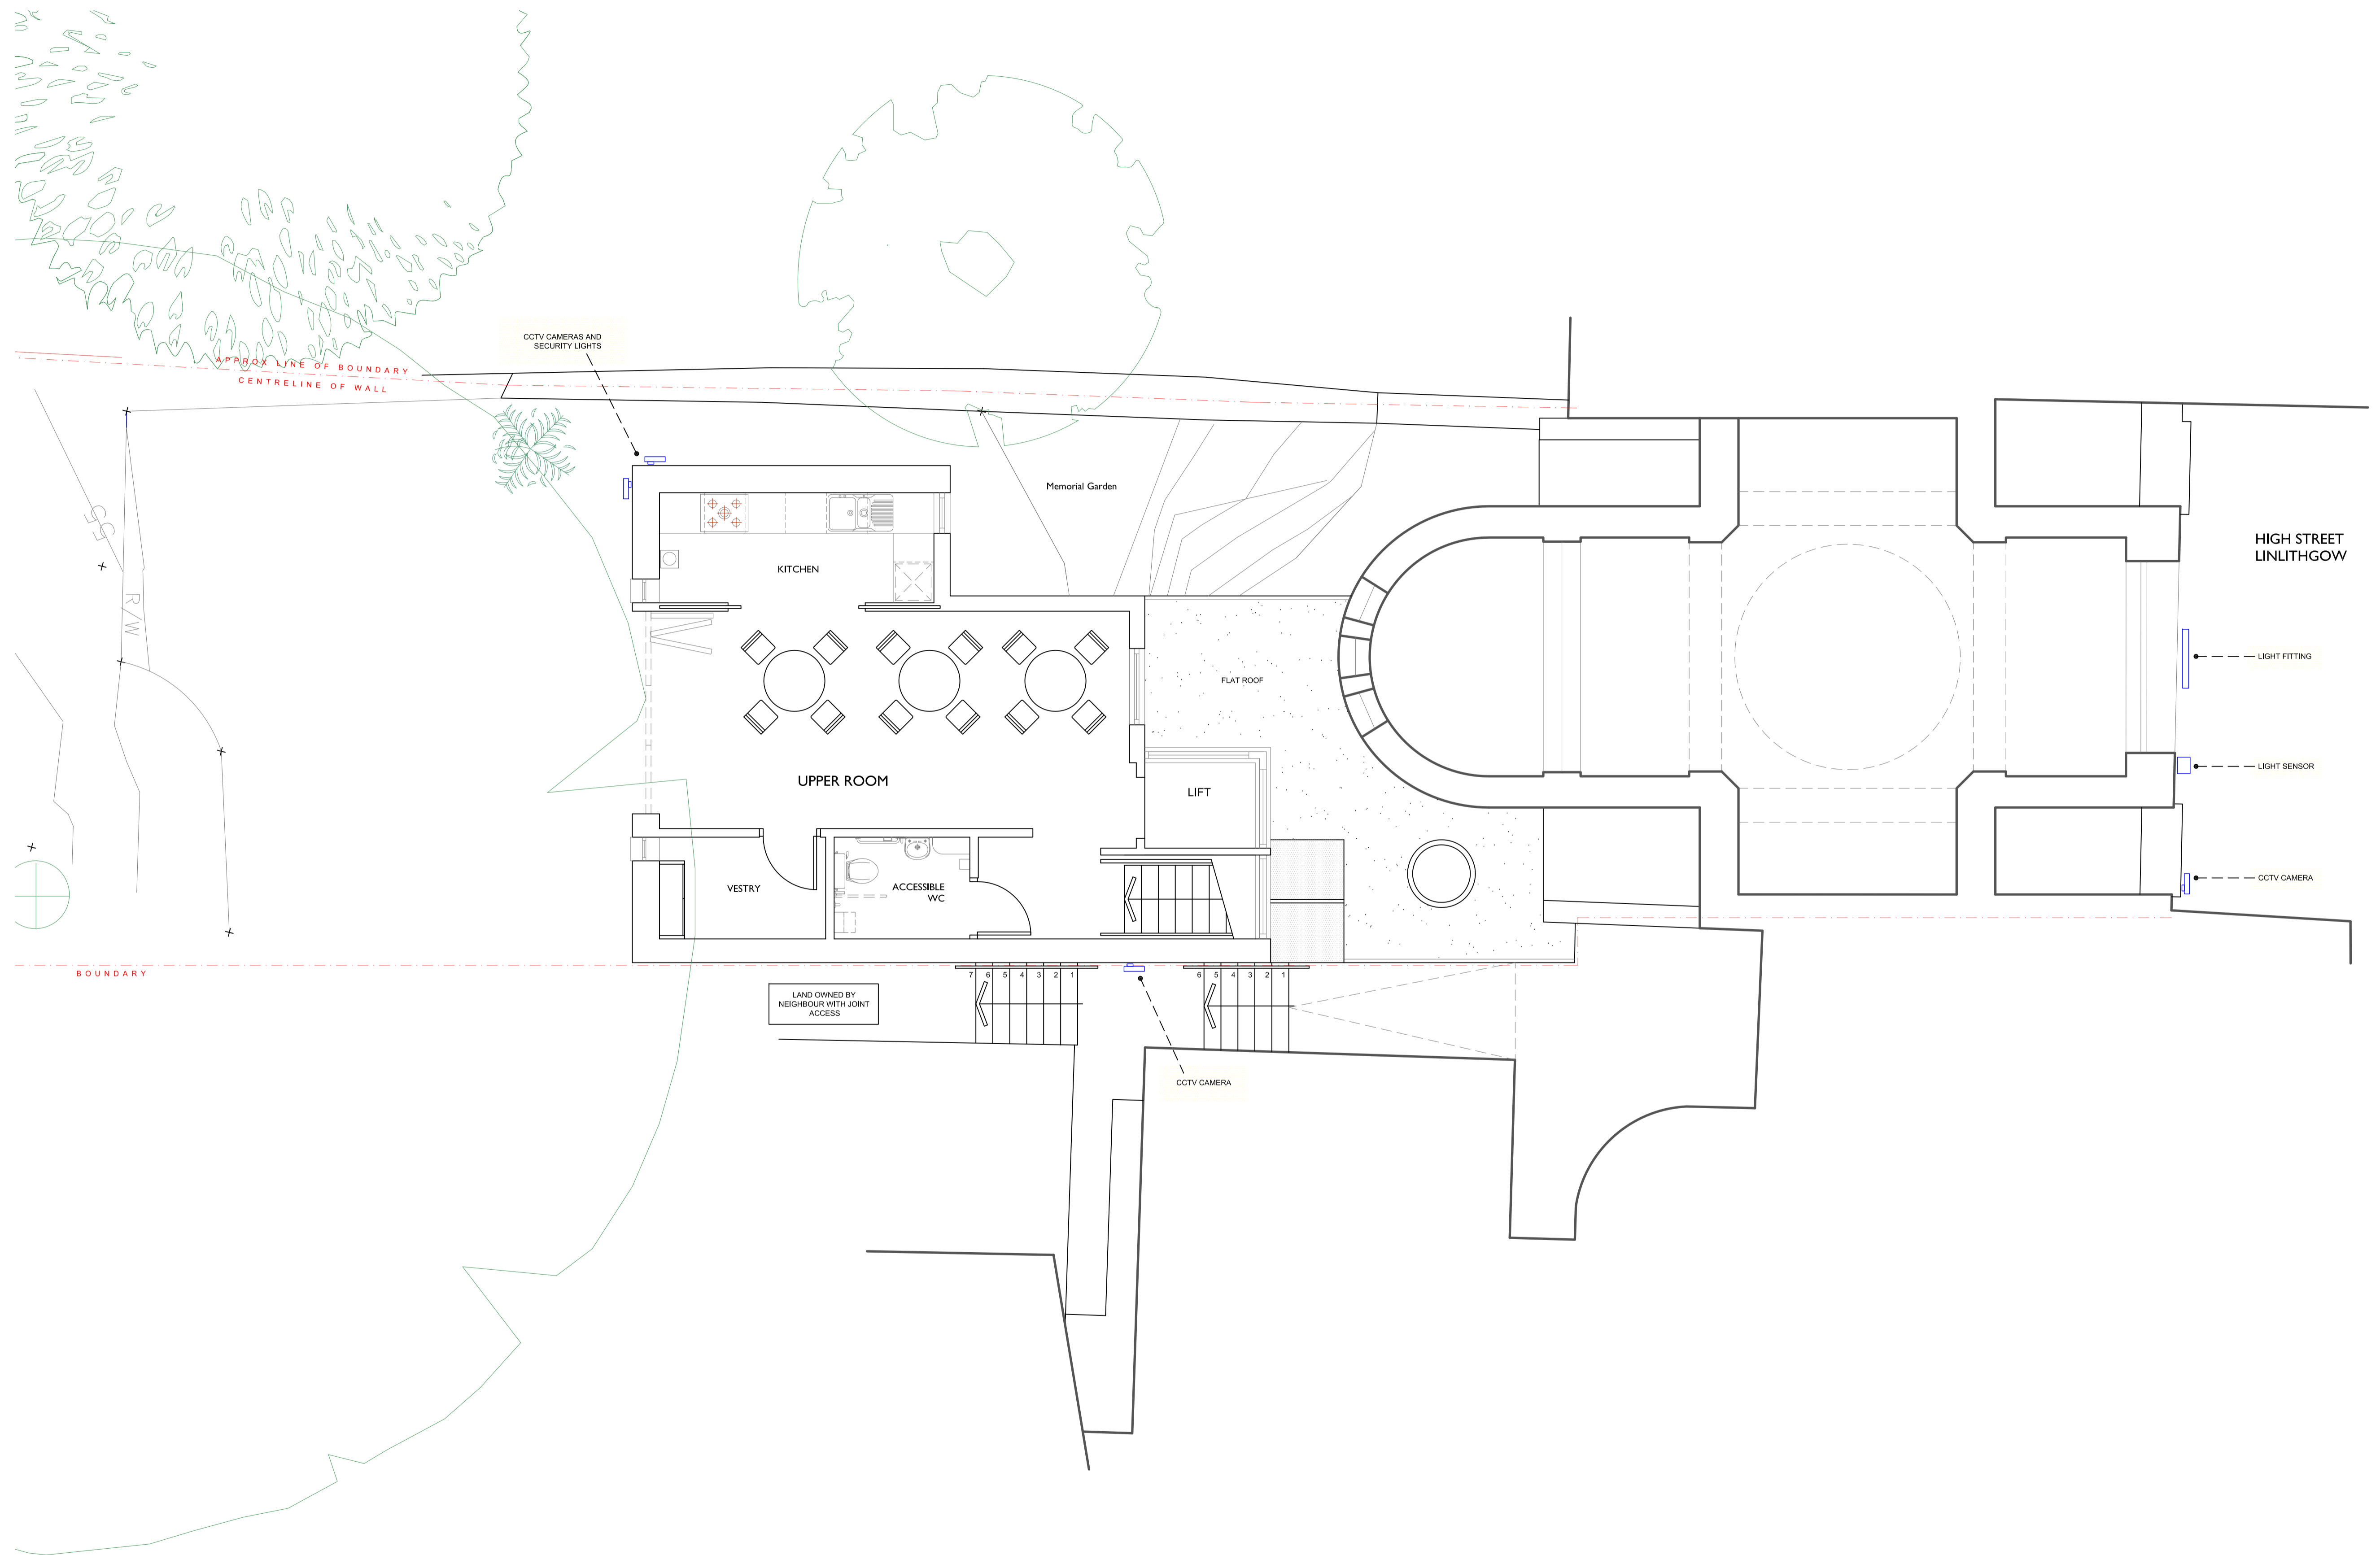 CCTV CAMERAS AND
SECURITY LIGHTS
APPROX LINE OF BOUNDARY
CENTRELINE OF WALL
Memorial Garden
HIGH STREET
LINLITHGOW
KITCHEN
R/W
FLAT ROOF
LIGHT FITTING
UPPER ROOM
LIFT
LIGHT SENSOR
VESTRY
ACCESSIBLE
WC
CCTV CAMERA
BOUNDARY
7 6 5 4 3 2 1
6 5 4 3 2 1
LAND OWNED BY
NEIGHBOUR WITH JOINT
ACCESS
CCTV CAMERA